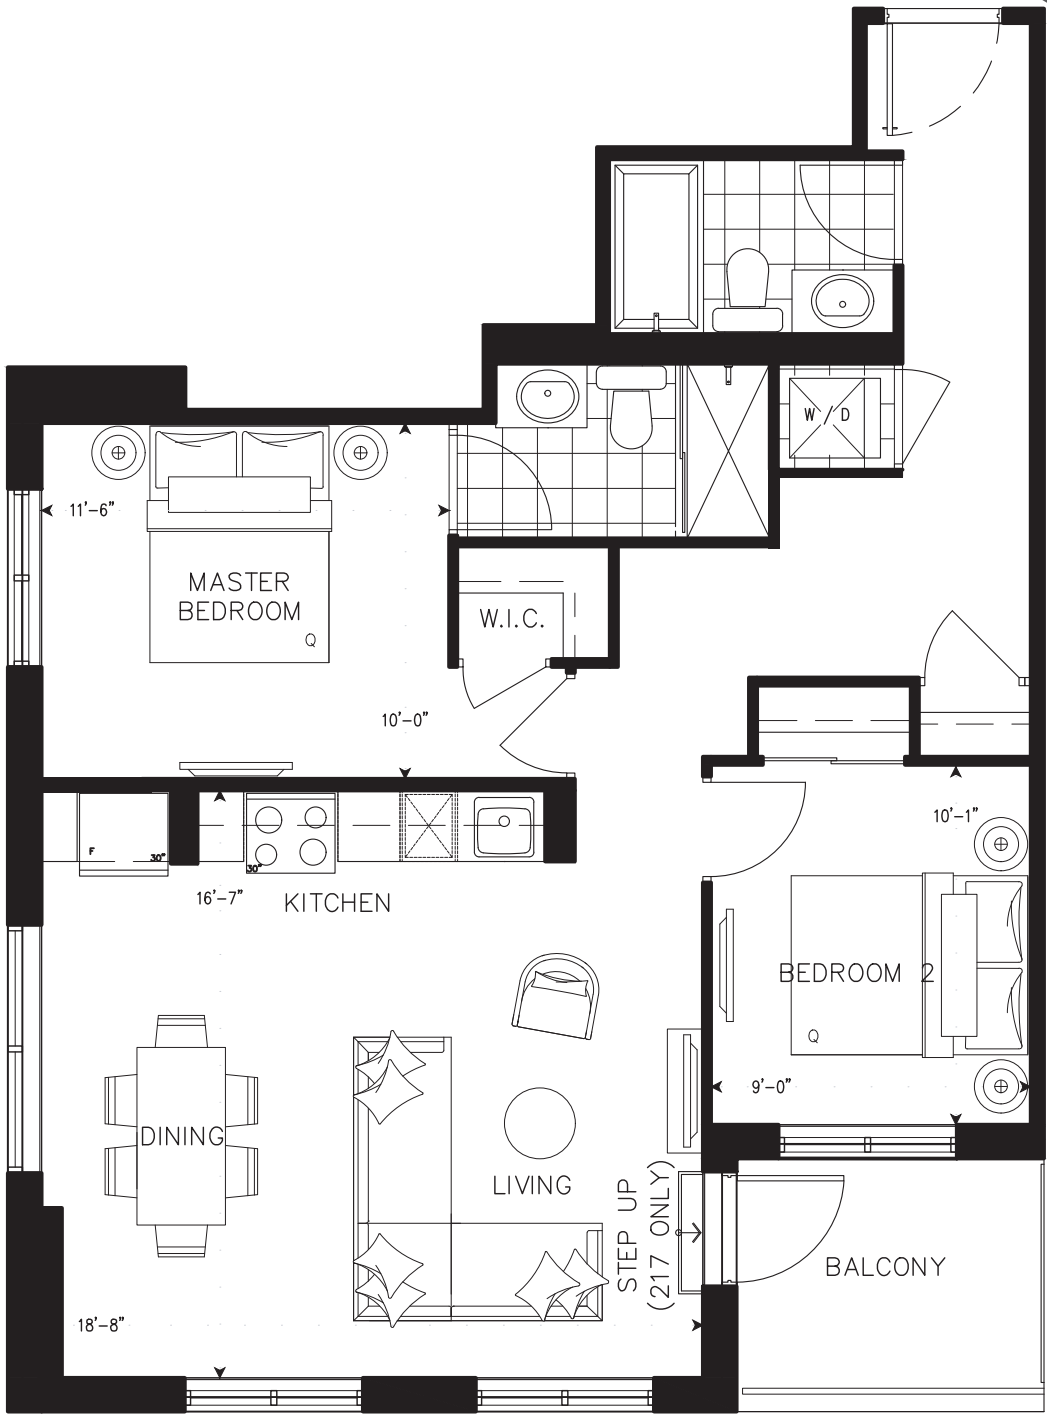 W/D
11'-6"
MASTER
BEDROOM
Q
W.I.C.
10'-0"
F
30"
30"
16'-7"
KITCHEN
10'-1"
BEDROOM 2
Q
9'-0"
DINING
LIVING
STEP UP
(217 ONLY)
BALCONY
18'-8"